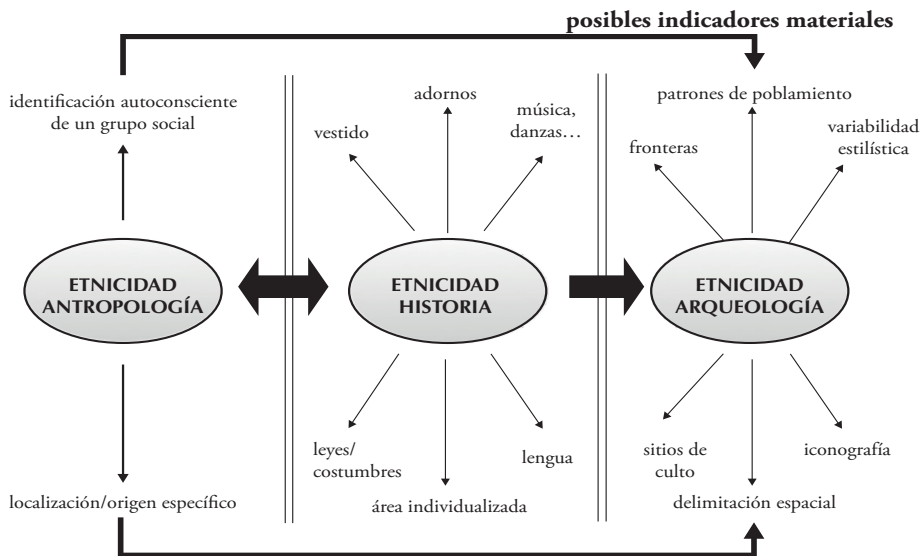 posibles indicadores materiales
identificación autoconsciente
de un grupo social
ETNICIDAD
ANTROPOLOGÍA
localización/origen específico
adornos
vestido
música,
danzas…
ETNICIDAD
HISTORIA
leyes/
costumbres
lengua
área individualizada
patrones de poblamiento
fronteras
variabilidad
estilística
ETNICIDAD
ARQUEOLOGÍA
sitios de
culto
iconografía
delimitación espacial